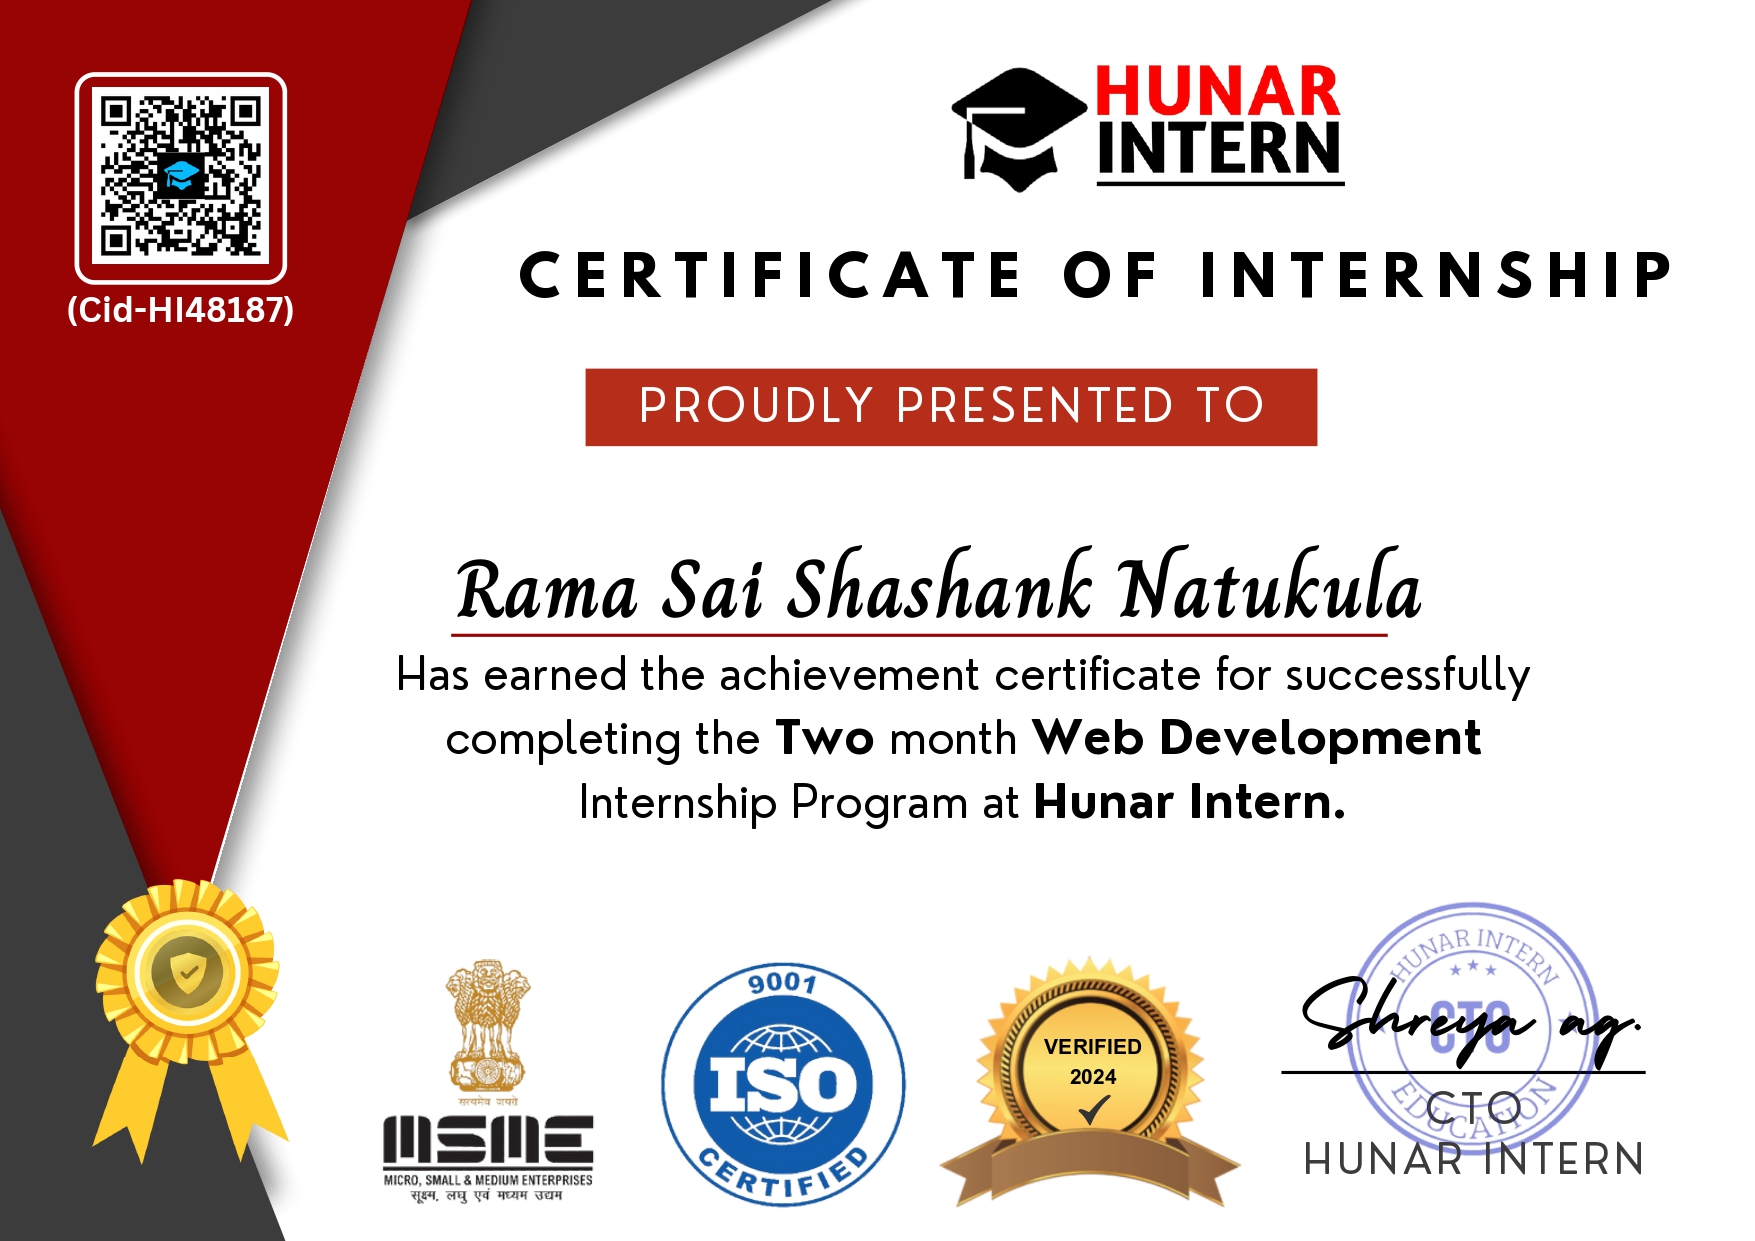 HUNAR
INTERN
(Cid-HI48187)
CERTIFICATE OF INTERNSHIP
PROUDLY PRESENTED TO
Rama Sai Shashank Natukula
Has earned the achievement certificate for successfully
completing the Two month Web Development
Internship Program at Hunar Intern.
सत्यमेव जयते
MSME
MICRO, SMALL & MEDIUM ENTERPRISES
सूक्ष्म, लघु एवं मध्यम उद्यम
9001
ISO
CERTIFIED
VERIFIED
2024
HUNAR INTERN
CTO
EDUCATION
Shreya ag.
CTO
HUNAR INTERN